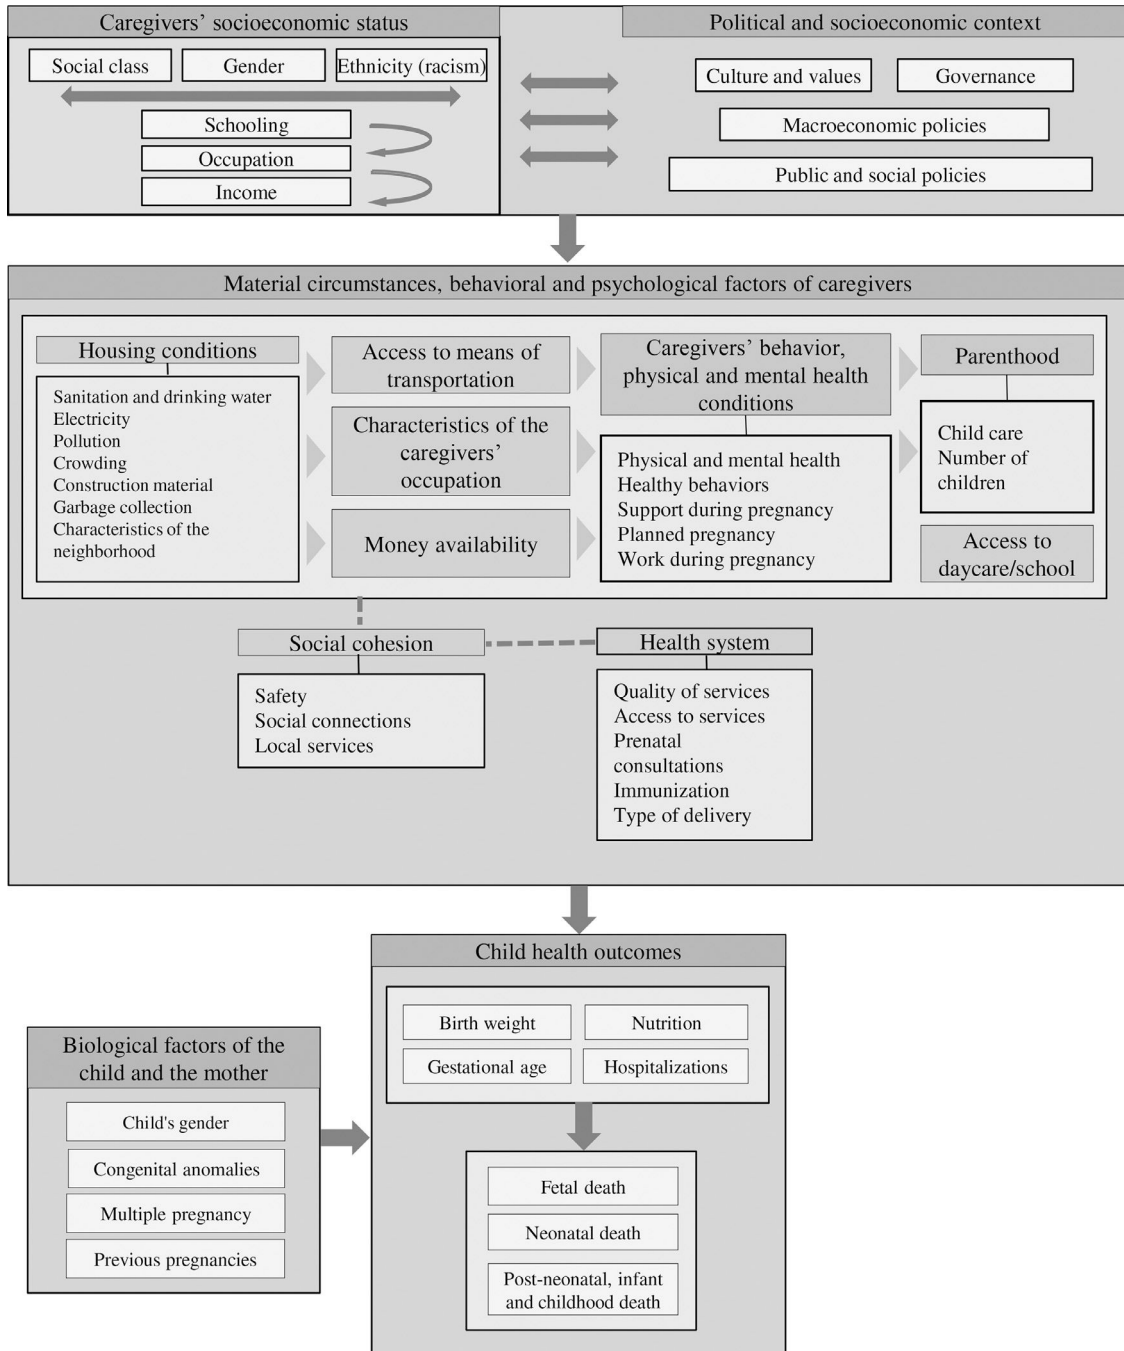 Caregivers’ socioeconomic status
Social class
Gender
Ethnicity (racism)
Schooling
Occupation
Income
Political and socioeconomic context
Culture and values
Governance
Macroeconomic policies
Public and social policies
Material circumstances, behavioral and psychological factors of caregivers
Housing conditions
Sanitation and drinking water
Electricity
Pollution
Crowding
Construction material
Garbage collection
Characteristics of the
neighborhood
Access to means of
transportation
Characteristics of the
caregivers’
occupation
Money availability
Caregivers’ behavior,
physical and mental health
conditions
Physical and mental health
Healthy behaviors
Support during pregnancy
Planned pregnancy
Work during pregnancy
Parenthood
Child care
Number of
children
Access to
daycare/school
Social cohesion
Safety
Social connections
Local services
Health system
Quality of services
Access to services
Prenatal
consultations
Immunization
Type of delivery
Child health outcomes
Birth weight
Nutrition
Gestational age
Hospitalizations
Fetal death
Neonatal death
Post-neonatal, infant
and childhood death
Biological factors of the
child and the mother
Child's gender
Congenital anomalies
Multiple pregnancy
Previous pregnancies